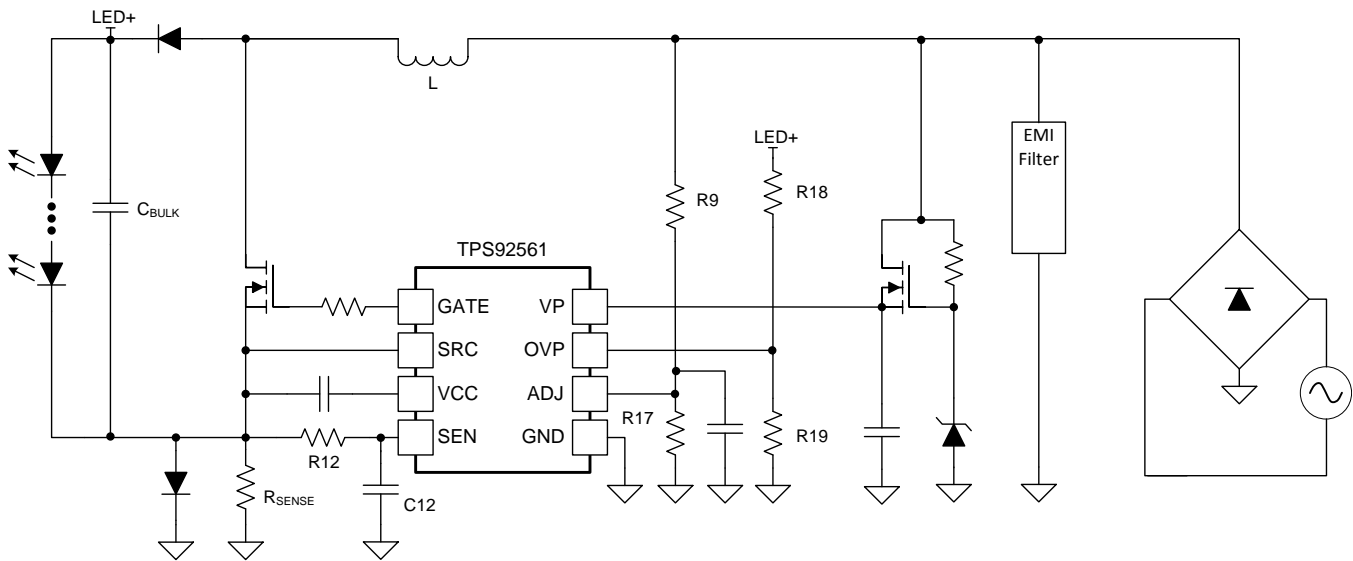 LED+
L
EMI
Filter
LED+
R9
R18
CBULK
TPS92561
GATE
VP
SRC
OVP
VCC
ADJ
SEN
GND
R17
R19
R12
RSENSE
C12